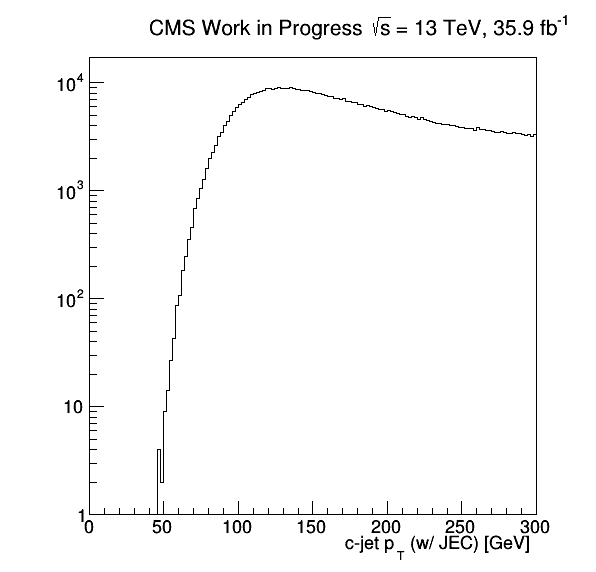 CMS Work in Progress √s = 13 TeV, 35.9 fb⁻¹
10⁴
10³
10²
10
1
0 50 100 150 200 250 300
c-jet p_T (w/ JEC) [GeV]